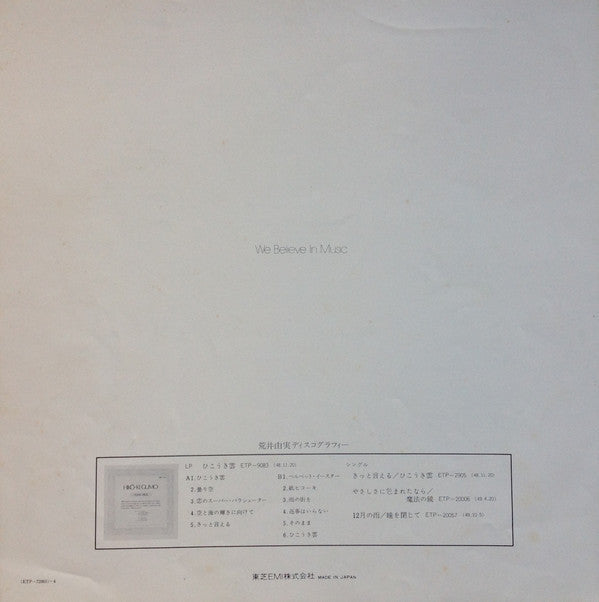 We Believe In Music
荒井由実ディスコグラフィー
LP ひこうき雲 ETP-9083 (48.11.20)
A1.ひこうき雲
2.曇り空
3.恋のスーパー・パラシューター
4.空と海の輝きに向けて
5.きっと言える
B1.ベルベット・イースター
2.紙ヒコーキ
3.雨の街を
4.返事はいらない
5.そのまま
6.ひこうき雲
シングル
きっと言える/ひこうき雲 ETP-2905 (48.11.20)
やさしさに包まれたなら/
魔法の鏡 ETP-20006 (49.4.20)
12月の雨/瞳を閉じて ETP-20057 (49.10.5)
HIKŌ-KI GUMO
東芝EMI株式会社 MADE IN JAPAN